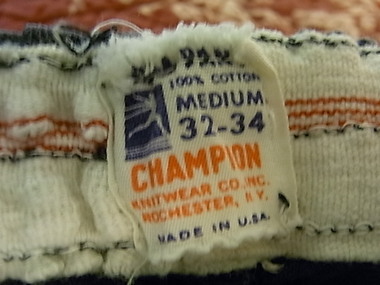 100% COTTON
MEDIUM
32-34
CHAMPION
KNITWEAR CO., INC.
ROCHESTER, N.Y.
MADE IN U.S.A.